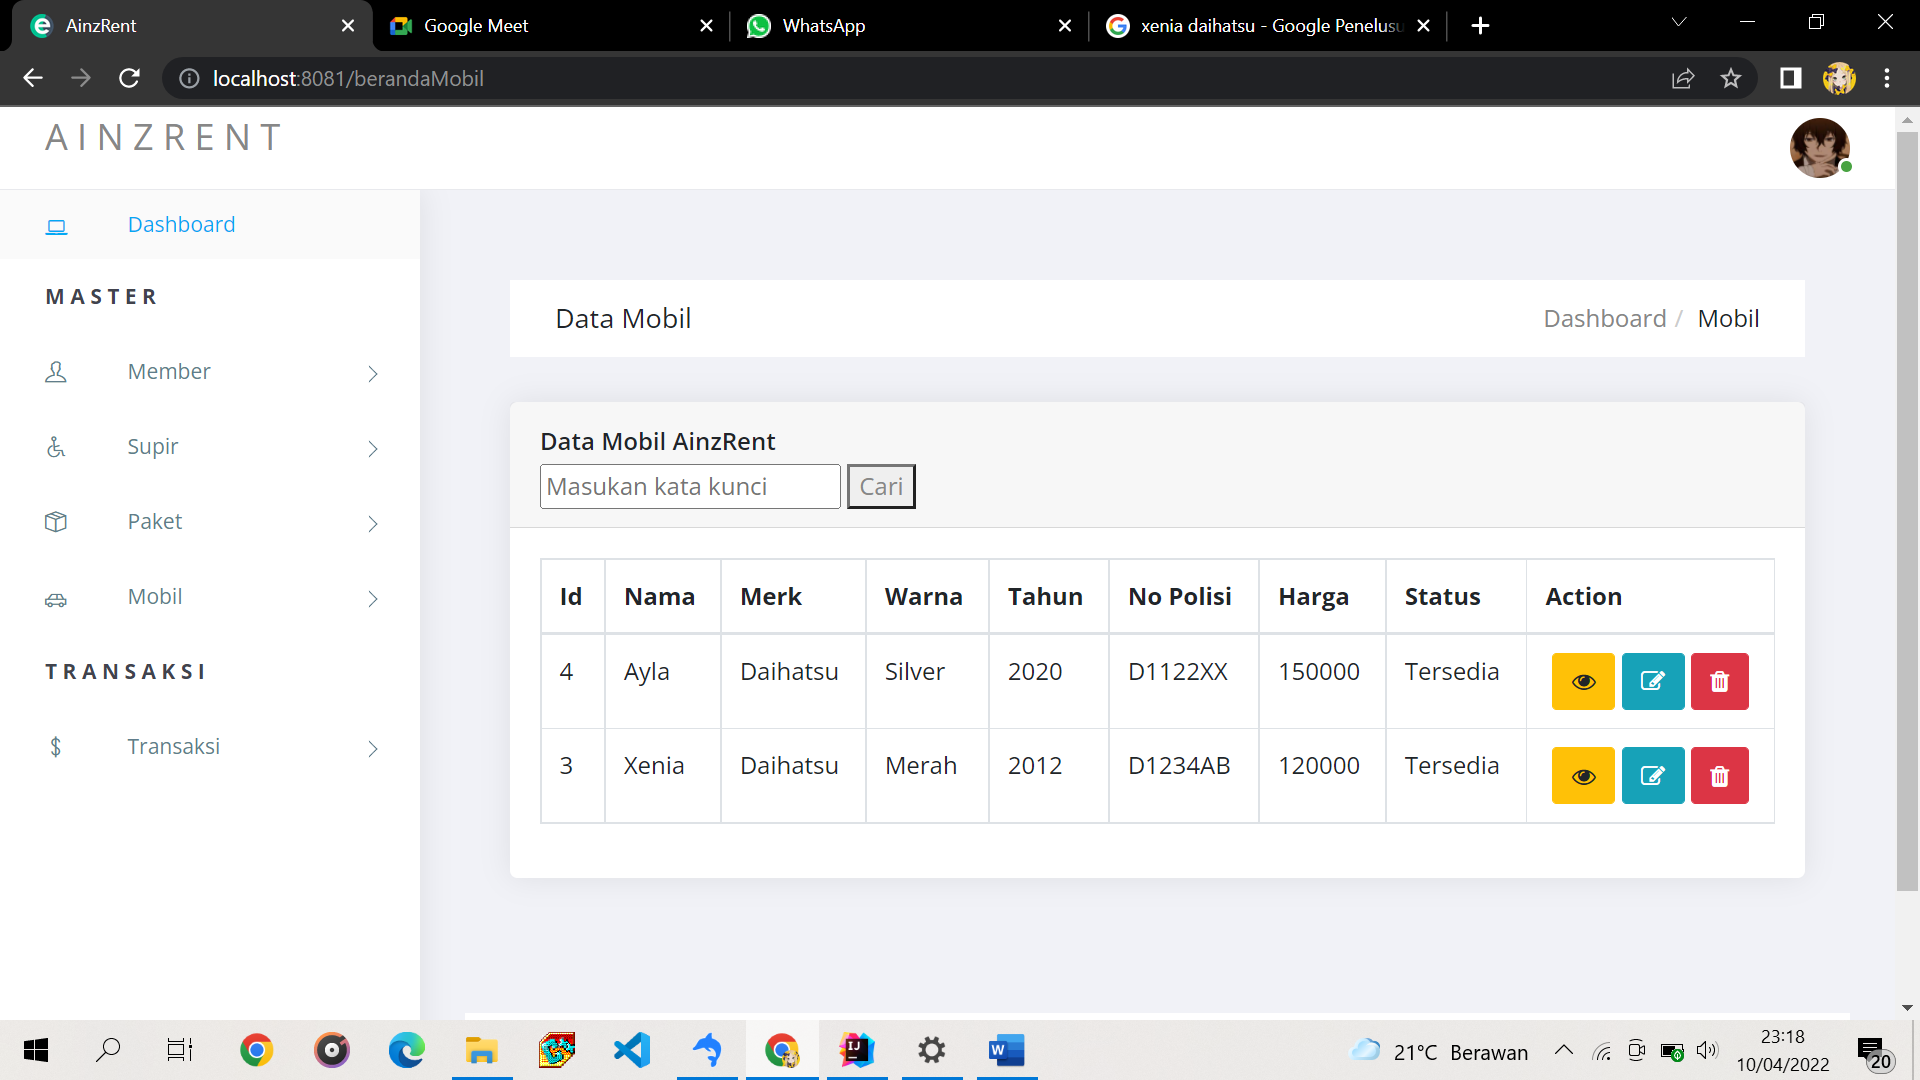 AinzRent
Google Meet
WhatsApp
xenia daihatsu - Google Penelusu
localhost:8081/berandaMobil
AINZRENT
Dashboard
MASTER
Member
Supir
Paket
Mobil
TRANSAKSI
Transaksi
Data Mobil
Dashboard / Mobil
Data Mobil AinzRent
Masukan kata kunci Cari
Id Nama Merk Warna Tahun No Polisi Harga Status Action
4 Ayla Daihatsu Silver 2020 D1122XX 150000 Tersedia
3 Xenia Daihatsu Merah 2012 D1234AB 120000 Tersedia
21°C Berawan
23:18
10/04/2022
20